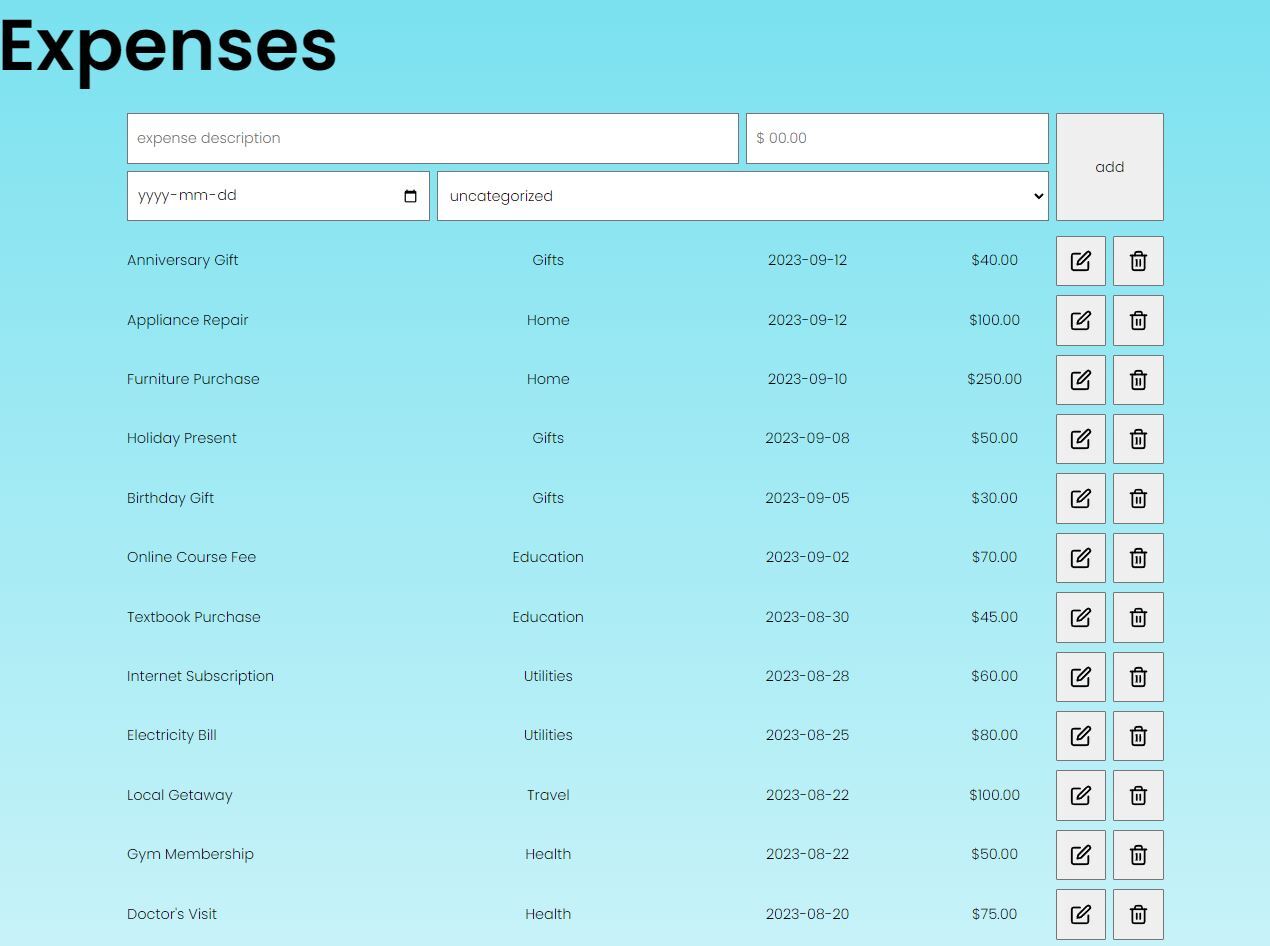 Expenses
expense description $ 00.00
add
yyyy-mm-dd uncategorized
Anniversary Gift Gifts 2023-09-12 $40.00
Appliance Repair Home 2023-09-12 $100.00
Furniture Purchase Home 2023-09-10 $250.00
Holiday Present Gifts 2023-09-08 $50.00
Birthday Gift Gifts 2023-09-05 $30.00
Online Course Fee Education 2023-09-02 $70.00
Textbook Purchase Education 2023-08-30 $45.00
Internet Subscription Utilities 2023-08-28 $60.00
Electricity Bill Utilities 2023-08-25 $80.00
Local Getaway Travel 2023-08-22 $100.00
Gym Membership Health 2023-08-22 $50.00
Doctor's Visit Health 2023-08-20 $75.00